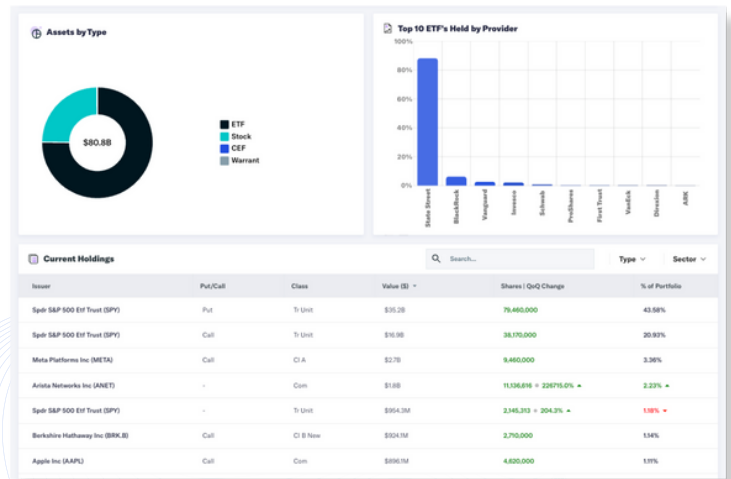 Assets by Type
$80.8B
ETF
Stock
CEF
Warrant
Top 10 ETF's Held by Provider
100%
80%
60%
40%
20%
0%
State Street
BlackRock
Vanguard
Invesco
Schwab
ProShares
First Trust
VanEck
Direxion
ARK
Current Holdings
Search...
Type
Sector
Issuer Put/Call Class Value ($) Shares | QoQ Change % of Portfolio
Spdr S&P 500 Etf Trust (SPY) Put Tr Unit $35.2B 79,460,000 43.58%
Spdr S&P 500 Etf Trust (SPY) Call Tr Unit $16.9B 38,170,000 20.93%
Meta Platforms Inc (META) Call Cl A $2.7B 9,460,000 3.36%
Arista Networks Inc (ANET) - Com $1.8B 11,136,616 + 226715.0% 2.23%
Spdr S&P 500 Etf Trust (SPY) - Tr Unit $954.3M 2,145,313 + 204.3% 1.18%
Berkshire Hathaway Inc (BRK.B) Call Cl B New $924.1M 2,710,000 1.14%
Apple Inc (AAPL) Call Com $896.1M 4,620,000 1.11%